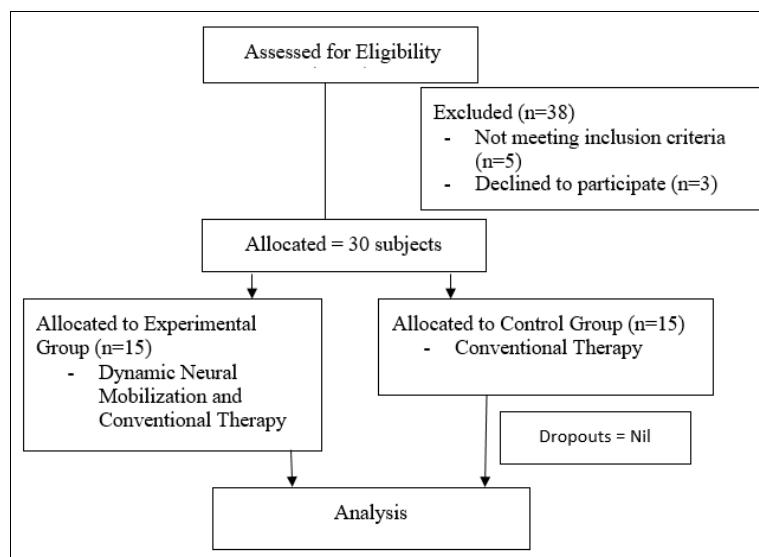 Assessed for Eligibility
Excluded (n=38)
- Not meeting inclusion criteria
(n=5)
- Declined to participate (n=3)
Allocated = 30 subjects
Allocated to Experimental
Group (n=15)
- Dynamic Neural
Mobilization and
Conventional Therapy
Allocated to Control Group (n=15)
- Conventional Therapy
Dropouts = Nil
Analysis